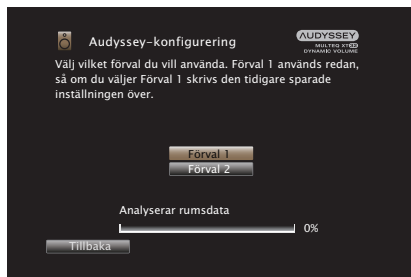 Audyssey-konfigurering
AUDYSSEY
MULTEQ XT32
DYNAMIC VOLUME
Välj vilket förval du vill använda. Förval 1 används redan,
så om du väljer Förval 1 skrivs den tidigare sparade
inställningen över.
Förval 1
Förval 2
Analyserar rumsdata
0%
Tillbaka